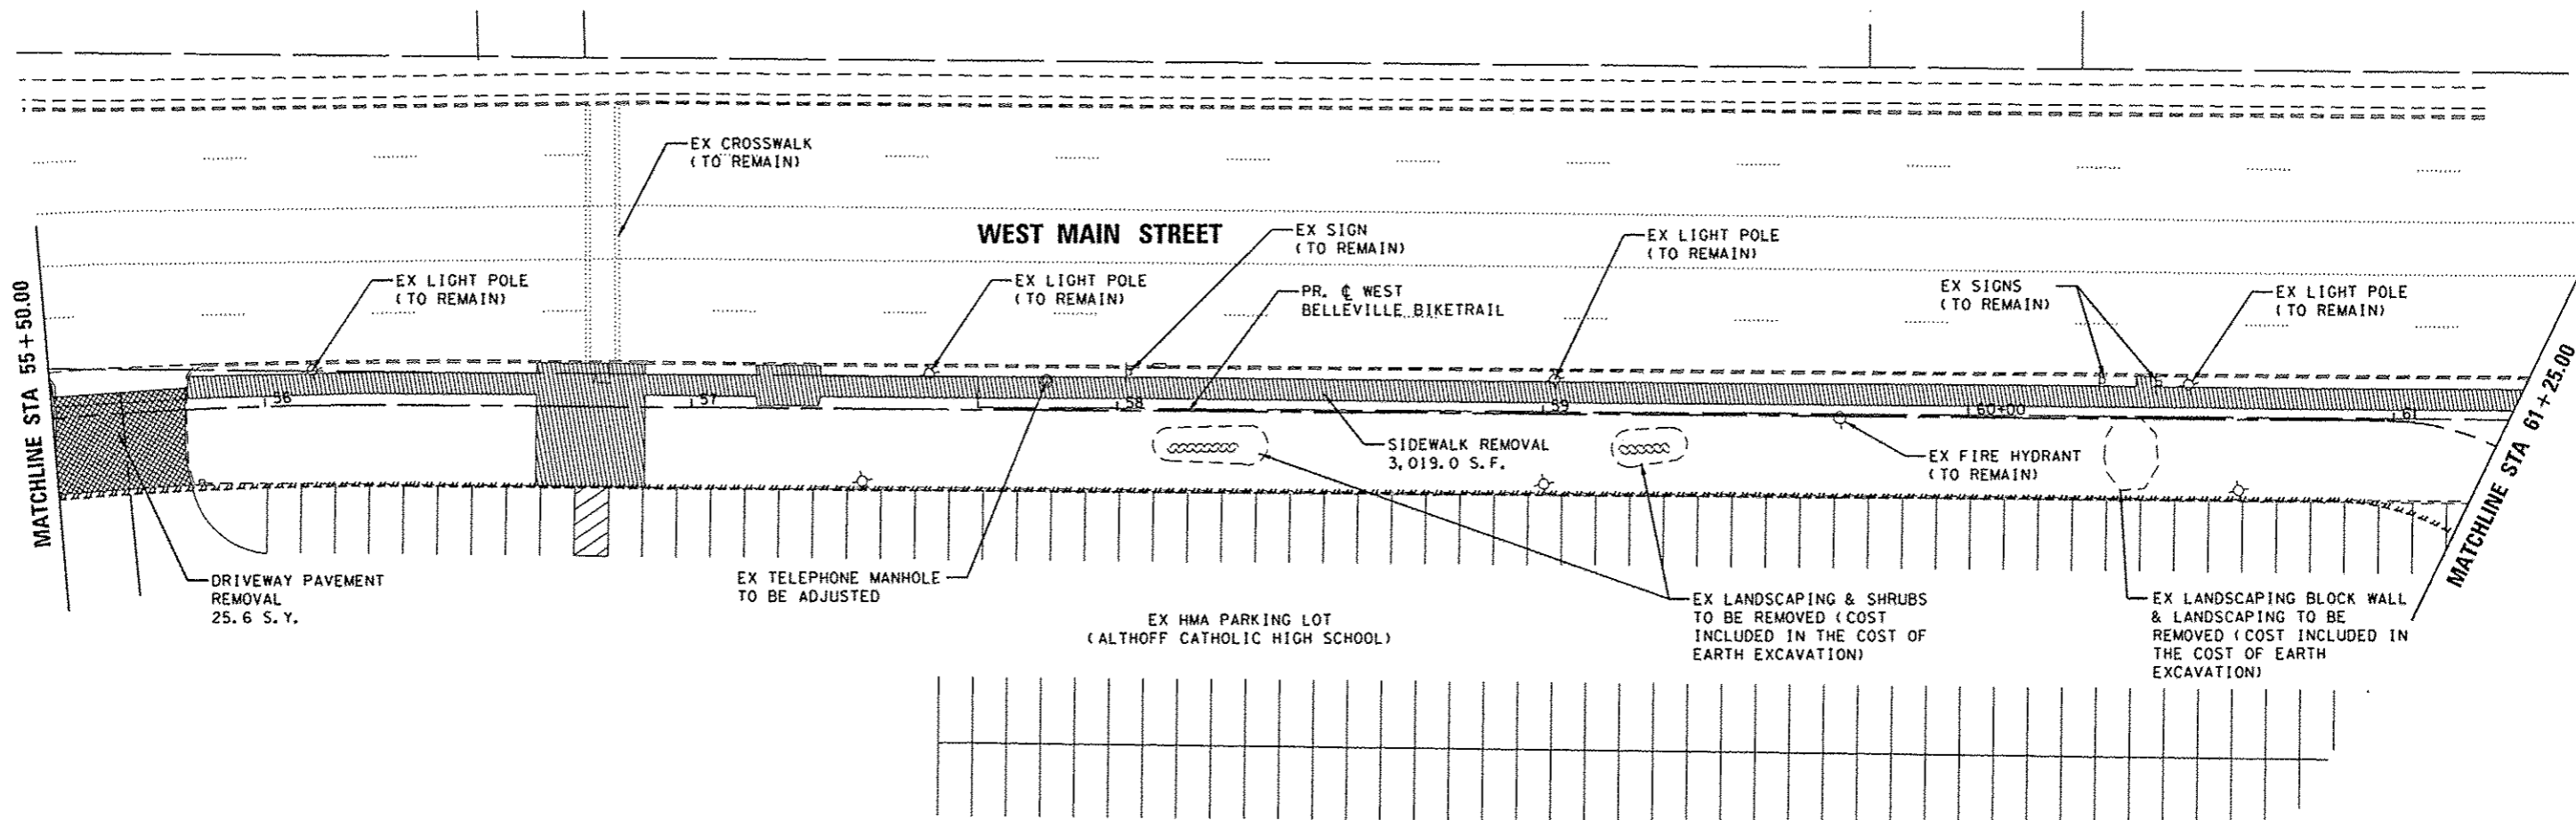 EX CROSSWALK
(TO REMAIN)
WEST MAIN STREET
EX SIGN
(TO REMAIN)
EX LIGHT POLE
(TO REMAIN)
EX LIGHT POLE
(TO REMAIN)
EX LIGHT POLE
(TO REMAIN)
PR. ℄ WEST
BELLEVILLE BIKETRAIL
EX SIGNS
(TO REMAIN)
EX LIGHT POLE
(TO REMAIN)
MATCHLINE STA 55+50.00
MATCHLINE STA 61+25.00
56
57
58
59
60+00
61
SIDEWALK REMOVAL
3,019.0 S.F.
EX FIRE HYDRANT
(TO REMAIN)
DRIVEWAY PAVEMENT
REMOVAL
25.6 S.Y.
EX TELEPHONE MANHOLE
TO BE ADJUSTED
EX HMA PARKING LOT
(ALTHOFF CATHOLIC HIGH SCHOOL)
EX LANDSCAPING & SHRUBS
TO BE REMOVED (COST
INCLUDED IN THE COST OF
EARTH EXCAVATION)
EX LANDSCAPING BLOCK WALL
& LANDSCAPING TO BE
REMOVED (COST INCLUDED IN
THE COST OF EARTH
EXCAVATION)